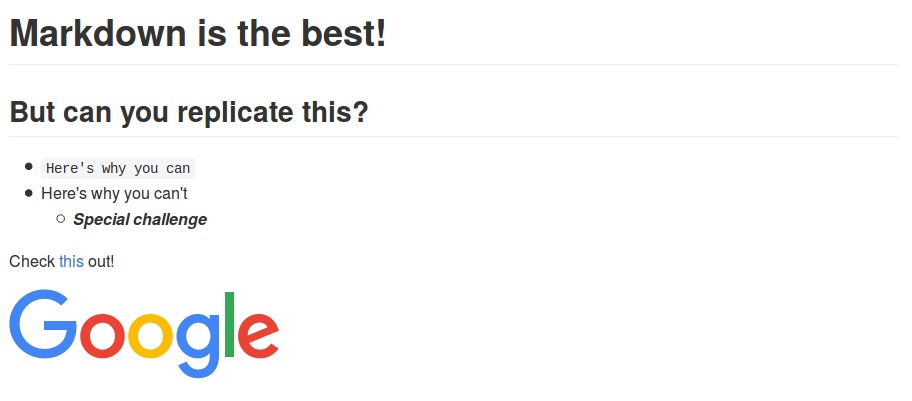 Markdown is the best!
But can you replicate this?
Here's why you can
Here's why you can't
Special challenge
Check this out!
Google